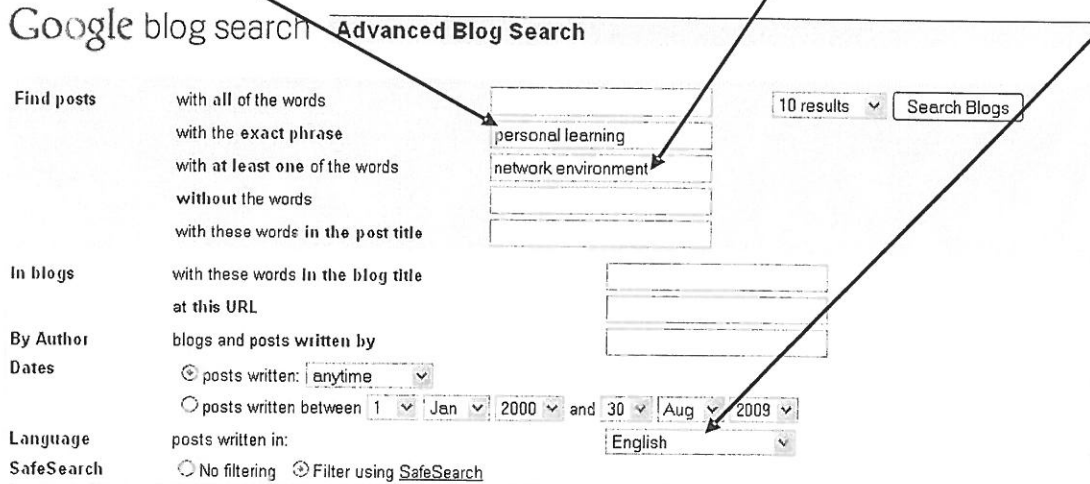 Google blog search Advanced Blog Search
Find posts with all of the words 10 results Search Blogs
with the exact phrase personal learning
with at least one of the words network environment
without the words
with these words in the post title
In blogs with these words In the blog title
at this URL
By Author blogs and posts written by
Dates posts written: anytime
posts written between 1 Jan 2000 and 30 Aug 2009
Language posts written in: English
SafeSearch No filtering Filter using SafeSearch